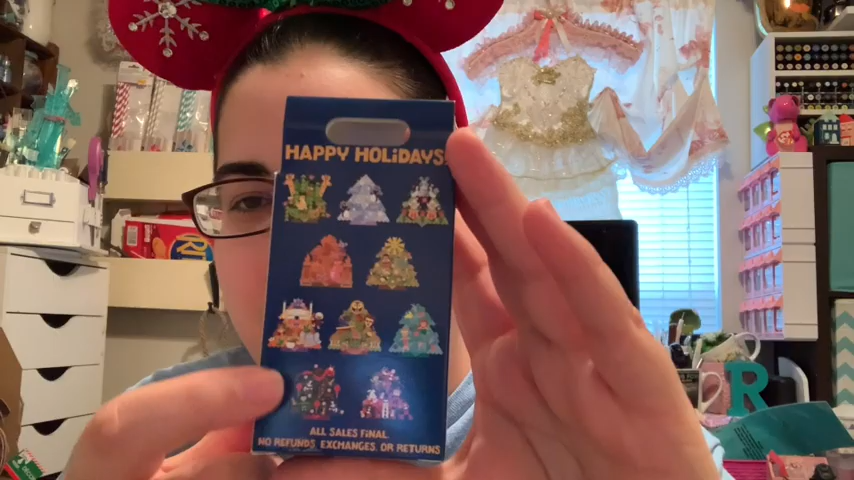 HAPPY HOLIDAYS
ALL SALES FINAL.
NO REFUNDS, EXCHANGES, OR RETURNS
R